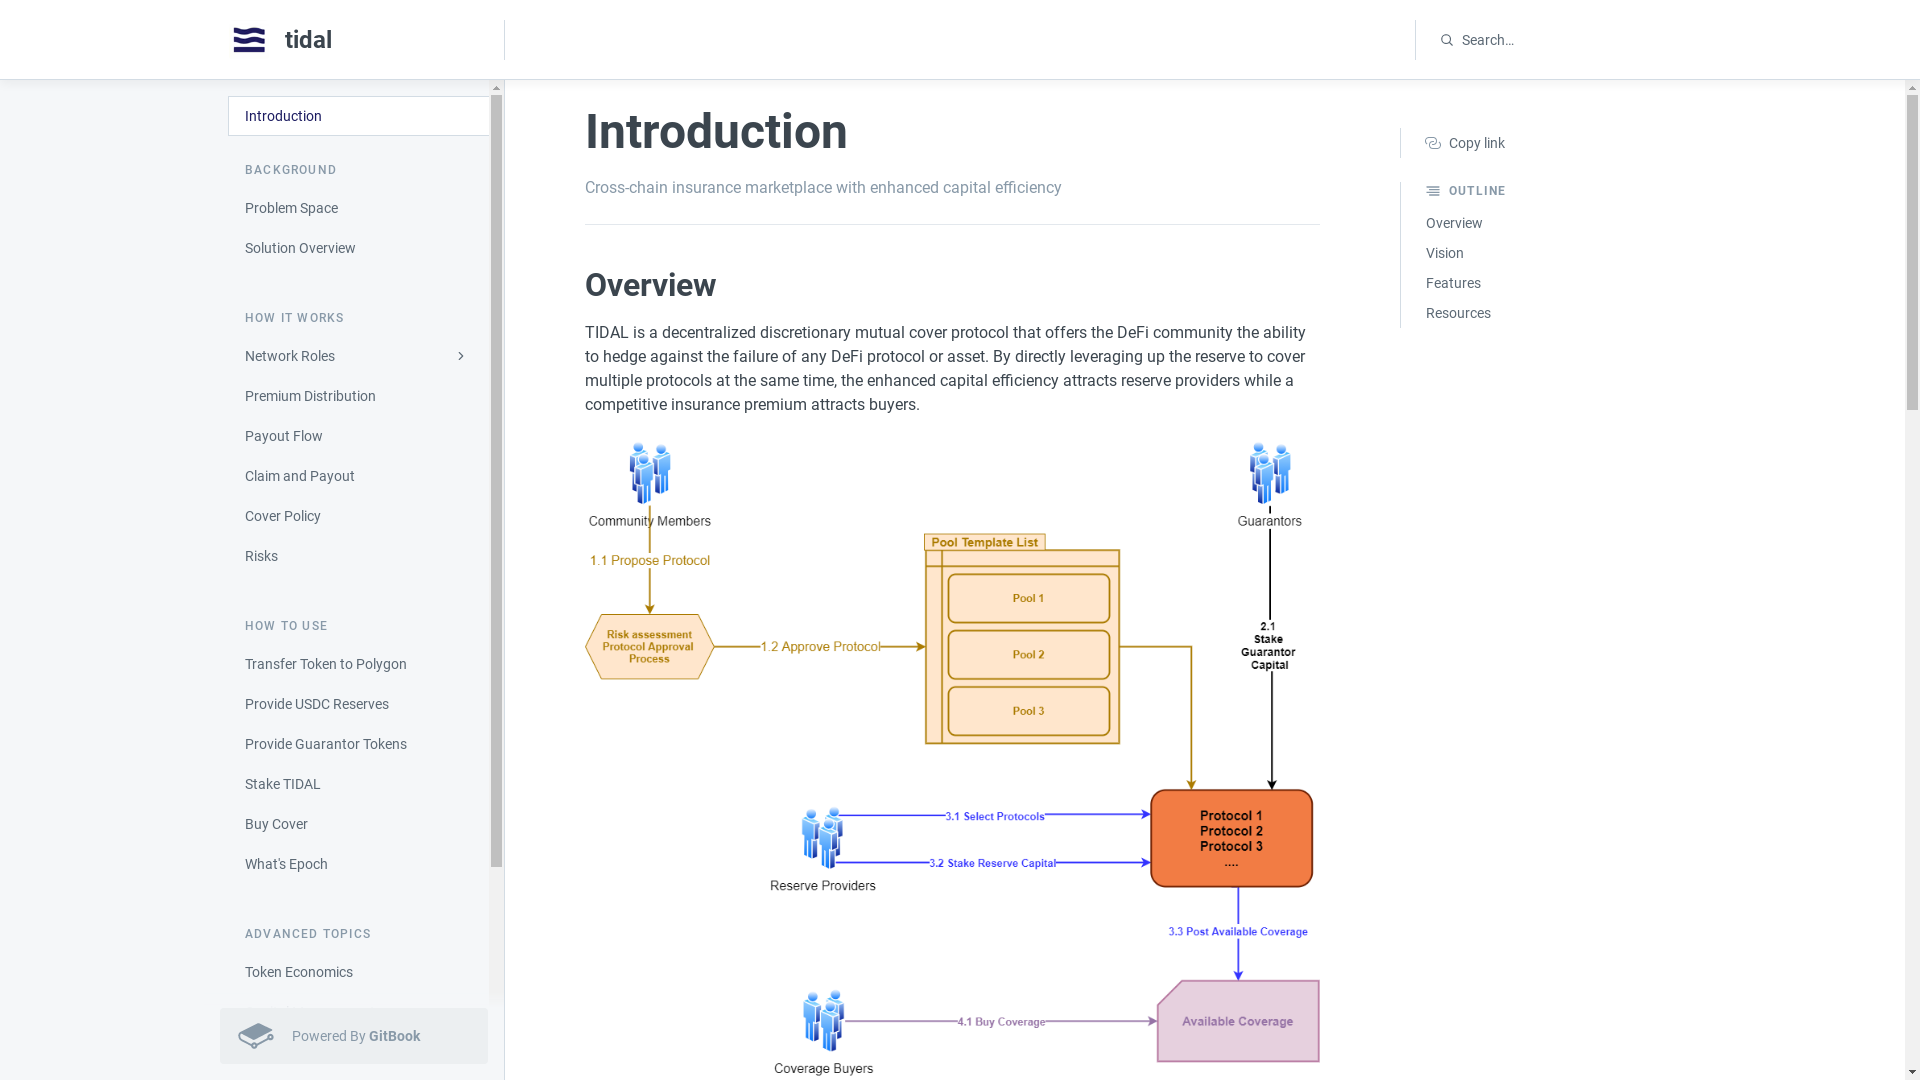 tidal
Search…
Introduction
BACKGROUND
Problem Space
Solution Overview
HOW IT WORKS
Network Roles
Premium Distribution
Payout Flow
Claim and Payout
Cover Policy
Risks
HOW TO USE
Transfer Token to Polygon
Provide USDC Reserves
Provide Guarantor Tokens
Stake TIDAL
Buy Cover
What's Epoch
ADVANCED TOPICS
Token Economics
Powered By GitBook
Introduction
Cross-chain insurance marketplace with enhanced capital efficiency
Overview
TIDAL is a decentralized discretionary mutual cover protocol that offers the DeFi community the ability
to hedge against the failure of any DeFi protocol or asset. By directly leveraging up the reserve to cover
multiple protocols at the same time, the enhanced capital efficiency attracts reserve providers while a
competitive insurance premium attracts buyers.
Community Members
Guarantors
1.1 Propose Protocol
Pool Template List
Pool 1
Pool 2
Pool 3
Risk assessment
Protocol Approval
Process
1.2 Approve Protocol
2.1
Stake
Guarantor
Capital
3.1 Select Protocols
3.2 Stake Reserve Capital
Reserve Providers
Protocol 1
Protocol 2
Protocol 3
....
3.3 Post Available Coverage
4.1 Buy Coverage
Available Coverage
Coverage Buyers
Copy link
OUTLINE
Overview
Vision
Features
Resources